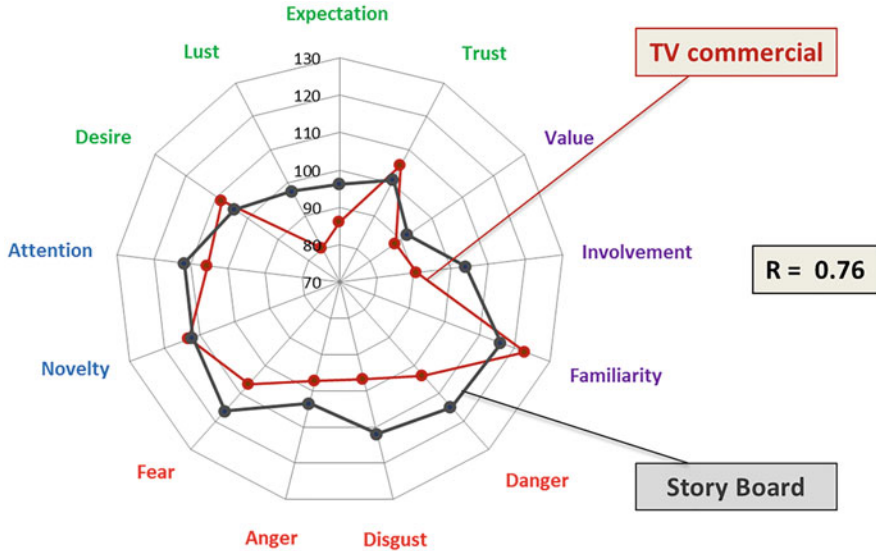 Expectation
Trust
Value
Involvement
Familiarity
Danger
Disgust
Anger
Fear
Novelty
Attention
Desire
Lust
130
120
110
100
90
80
70
TV commercial
R = 0.76
Story Board